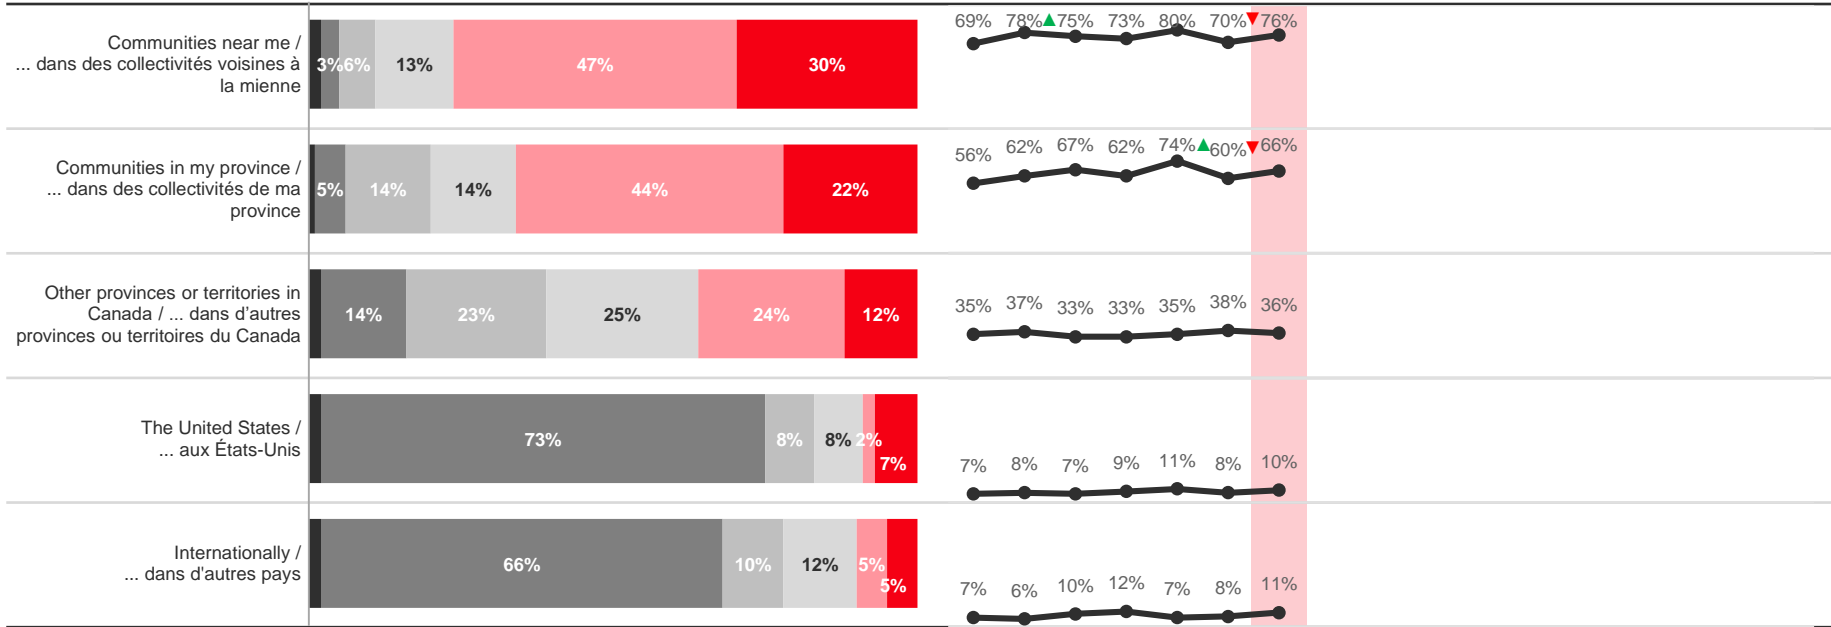 Communities near me /
... dans des collectivités voisines à
la mienne
3% 6% 13% 47% 30%
69% 78% 75% 73% 80% 70% 76%
Communities in my province /
... dans des collectivités de ma
province
5% 14% 14% 44% 22%
56% 62% 67% 62% 74% 60% 66%
Other provinces or territories in
Canada / ... dans d’autres
provinces ou territoires du Canada
14% 23% 25% 24% 12%
35% 37% 33% 33% 35% 38% 36%
The United States /
... aux États-Unis
73% 8% 8% 2% 7%
7% 8% 7% 9% 11% 8% 10%
Internationally /
... dans d'autres pays
66% 10% 12% 5% 5%
7% 6% 10% 12% 7% 8% 11%